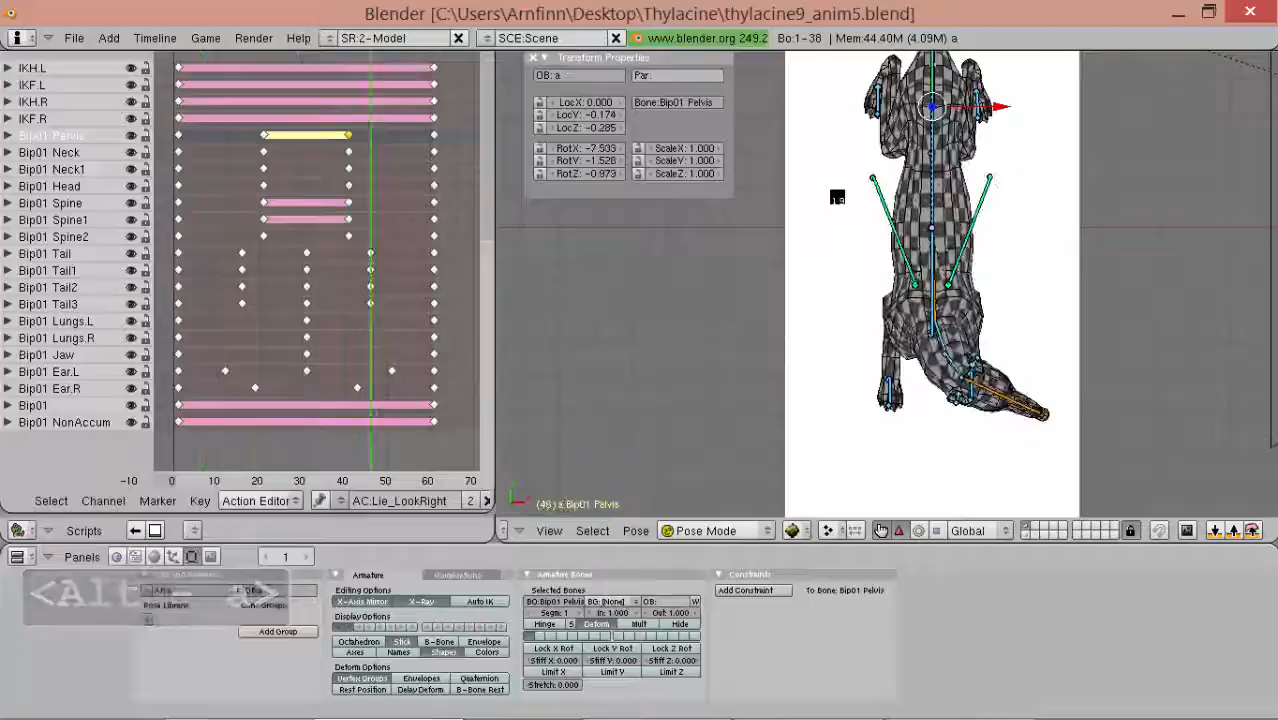 Blender [C:\Users\Arnfinn\Desktop\Thylacine\thylacine9_anim5.blend]
File Add Timeline Game Render Help SR:2-Model SCE:Scene www.blender.org 249.2 Bo:1-38 | Mem:44.40M (4.09M) a
IKH.L
IKF.L
IKH.R
IKF.R
Bip01 Pelvis
Bip01 Neck
Bip01 Neck1
Bip01 Head
Bip01 Spine
Bip01 Spine1
Bip01 Spine2
Bip01 Tail
Bip01 Tail1
Bip01 Tail2
Bip01 Tail3
Bip01 Lungs.L
Bip01 Lungs.R
Bip01 Jaw
Bip01 Ear.L
Bip01 Ear.R
Bip01
Bip01 NonAccum
-10 0 10 20 30 40 50 60 70
Select Channel Marker Key Action Editor AC:Lie_LookRight 2
Transform Properties
OB: a Par:
LocX: 0.000 Bone:Bip01 Pelvis
LocY: -0.174
LocZ: -0.285
RotX: -7.593 ScaleX: 1.000
RotY: -1.528 ScaleY: 1.000
RotZ: -0.973 ScaleZ: 1.000
Bip01 Pelvis
View Select Pose Pose Mode Global
Scripts
Panels 1
<Alt - a>
Add Group
Armature
Editing Options
X-Axis Mirror X-Ray Auto IK
Display Options
Octahedron Stick B-Bone Envelope
Axes Names Shapes Colors
Deform Options
Vertex Groups Envelopes Quaternion
Rest Position Delay Deform B-Bone Rest
Armature Bones
Selected Bones
BO:Bip01 Pelvis BG: [None] OB: W
Segm: 1 In: 1.000 Out: 1.000
Hinge S Deform Mult Hide
Lock X Rot Lock Y Rot Lock Z Rot
Stiff X: 0.000 Stiff Y: 0.000 Stiff Z: 0.000
Limit X Limit Y Limit Z
Stretch: 0.000
Constraints
Add Constraint To Bone: Bip01 Pelvis